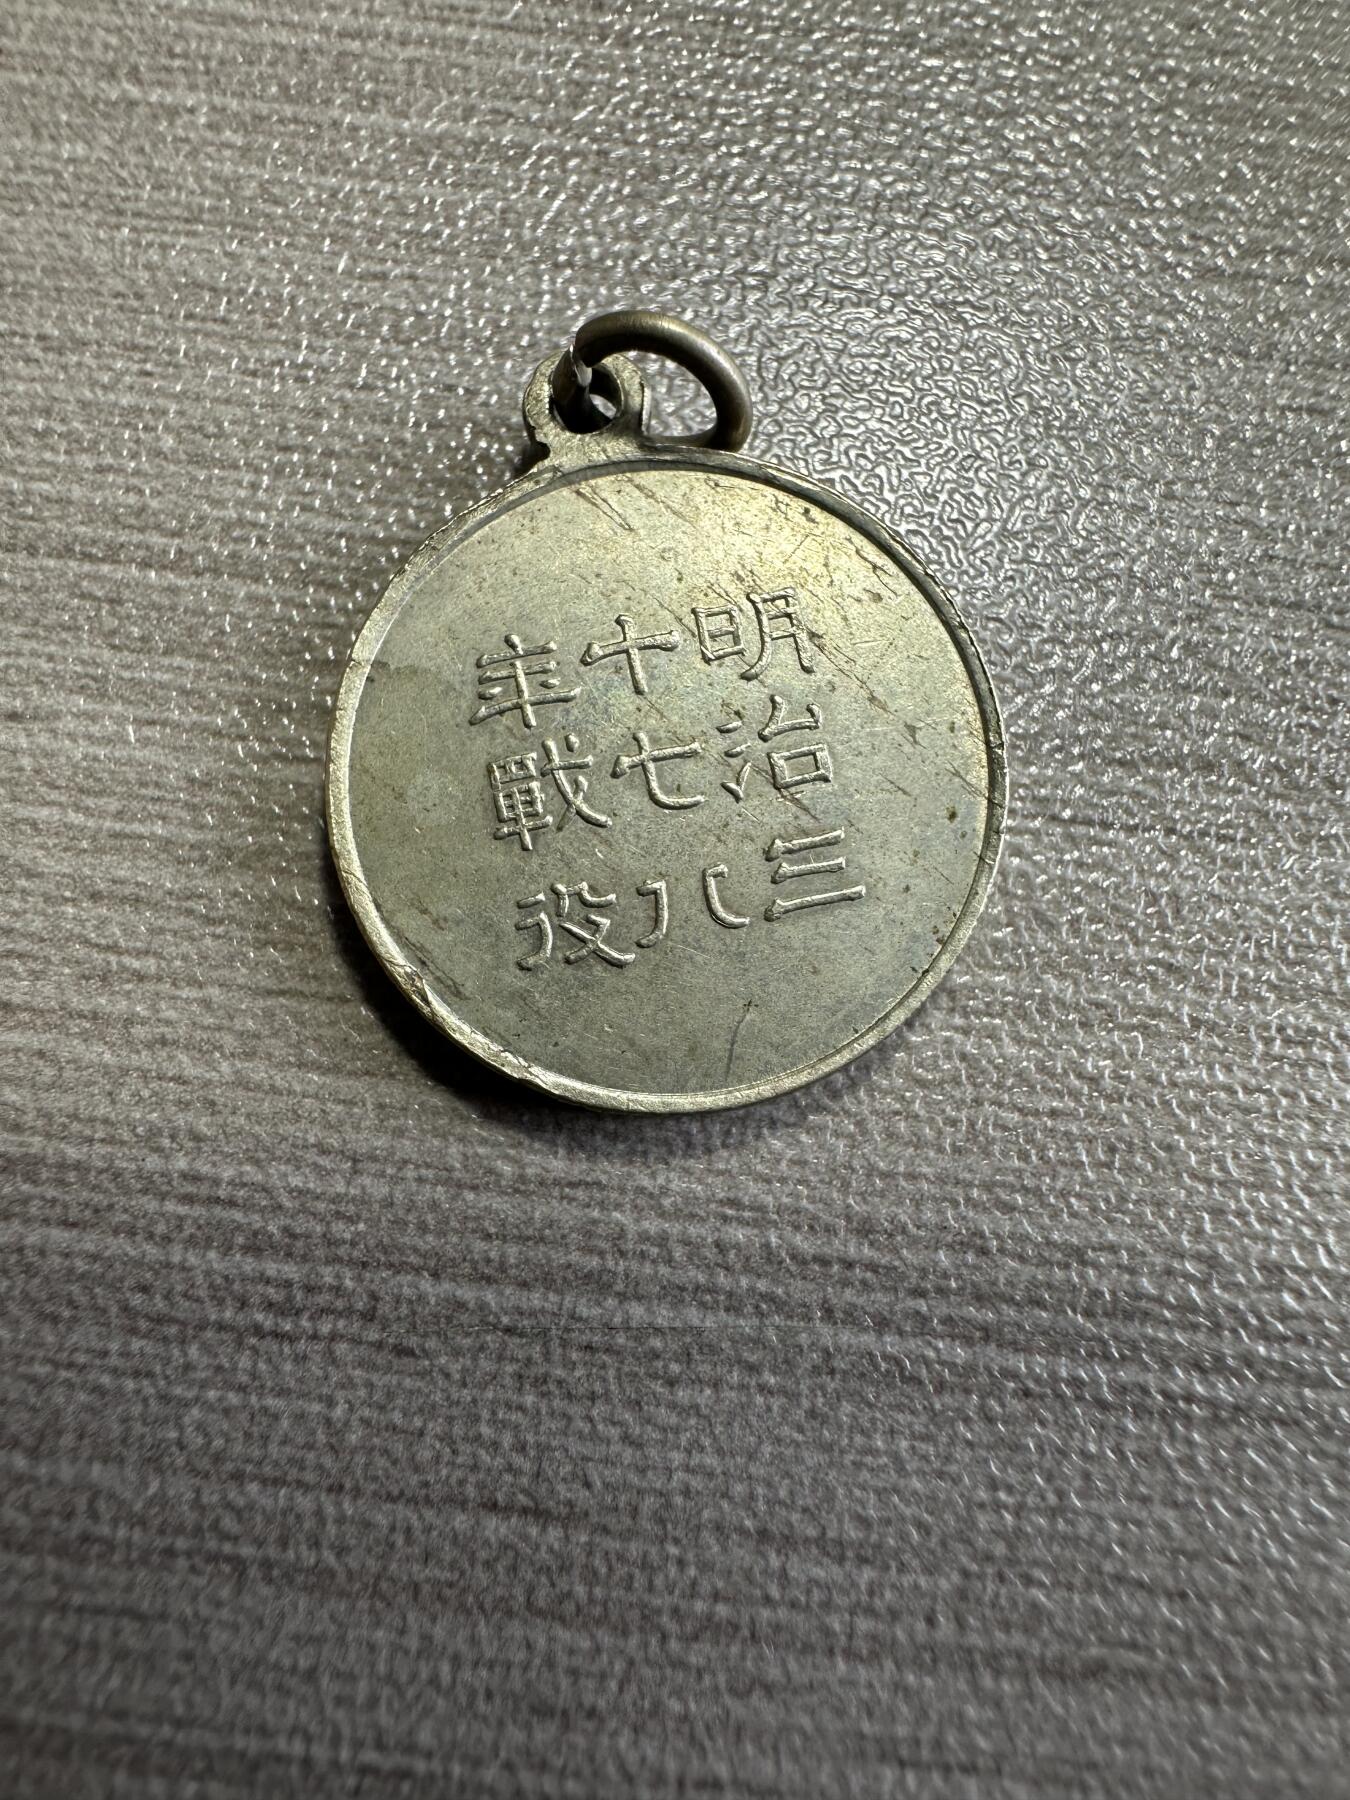 明治三
十七八
年戰役